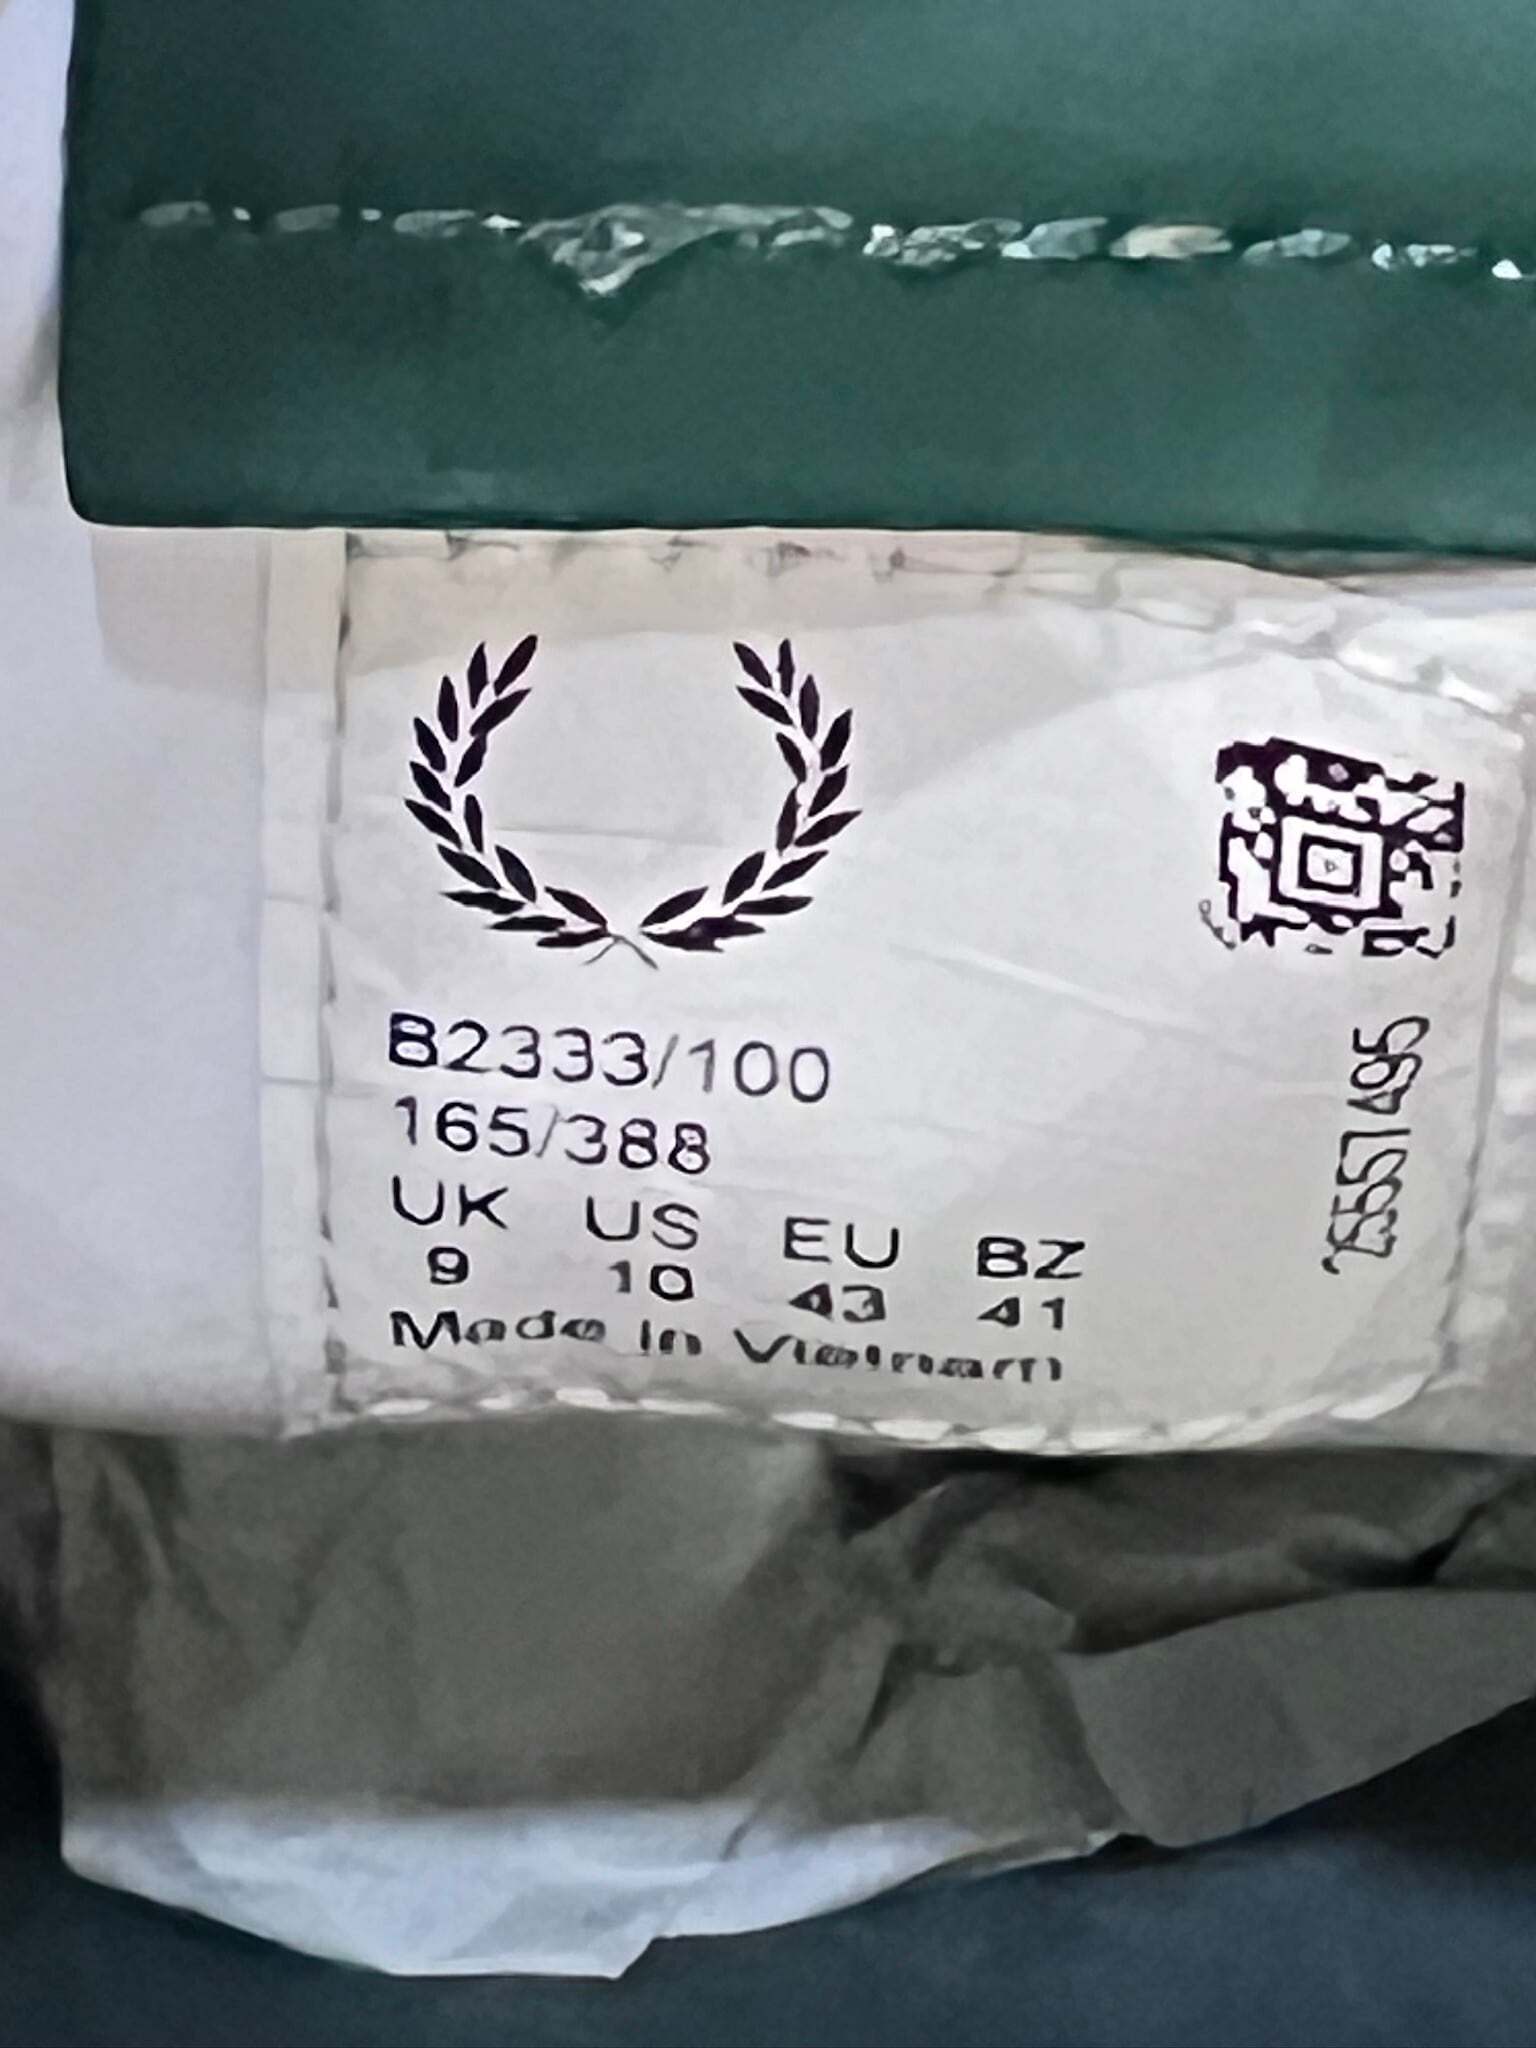 B2333/100
165/388
UK US EU BZ
9 10 43 41
Made in Vietnam